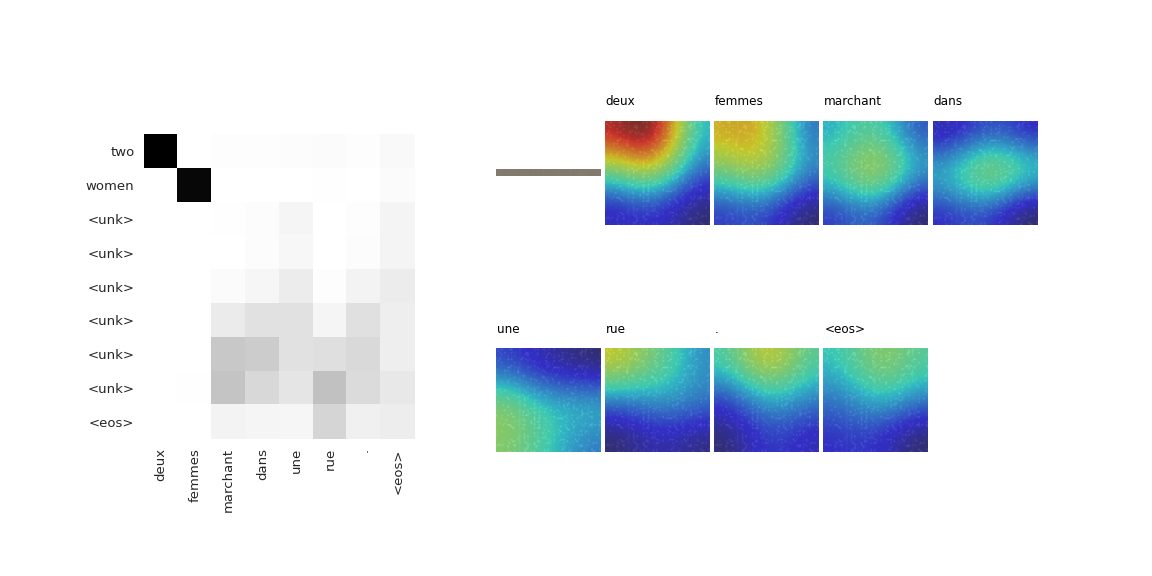 two
women
<unk>
<unk>
<unk>
<unk>
<unk>
<unk>
<eos>
deux femmes marchant dans une rue . <eos>
deux femmes marchant dans
une rue . <eos>